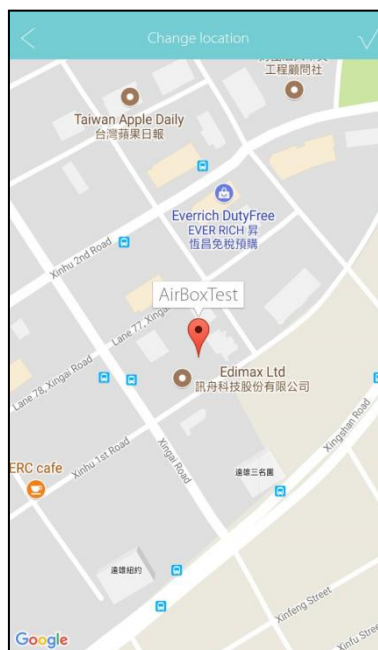 Change location
工程顧問社
Taiwan Apple Daily
台灣蘋果日報
Everrich DutyFree
EVER RICH 昇
恆昌免稅預購
Xinhu 2nd Road
Lane 77, Xingai
AirBoxTest
Edimax Ltd
訊舟科技股份有限公司
Lane 78, Xingai Road
Xingshan Road
Xinhu 1st Road
Xingai Road
ERC cafe
遠雄三名園
遠雄紐約
Xinfeng Street
Xinfu Stree
Google